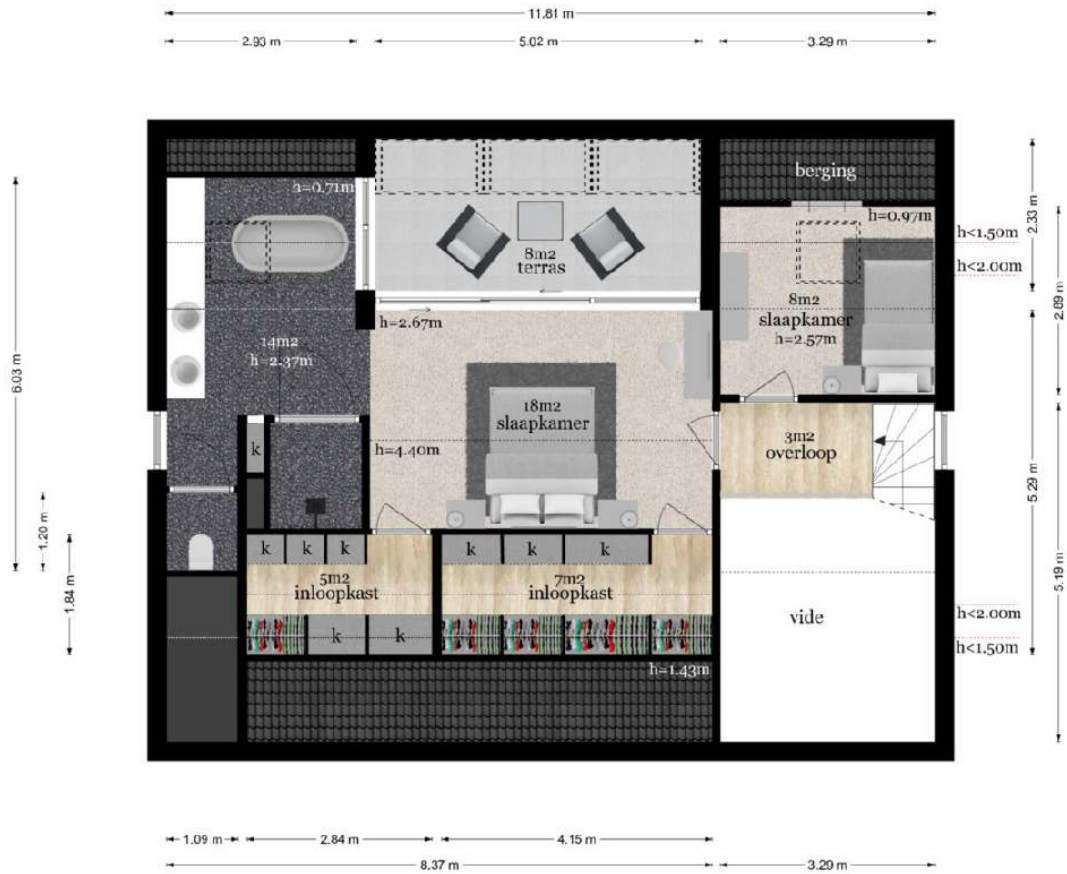 11.81 m
2.93 m
5.02 m
3.29 m
berging
h=0.71m
h=0.97m
h<1.50m
h<2.00m
2.33 m
2.89 m
8m2
terras
8m2
slaapkamer
h=2.57m
h=2.67m
14m2
h=2.37m
6.03 m
18m2
slaapkamer
3m2
overloop
k
h=4.40m
5.29 m
1.20 m
k
k
k
k
k
k
5m2
inloopkast
7m2
inloopkast
1.84 m
5.19 m
vide
h<2.00m
h<1.50m
k
k
h=1.43m
1.09 m
2.84 m
4.15 m
8.37 m
3.29 m